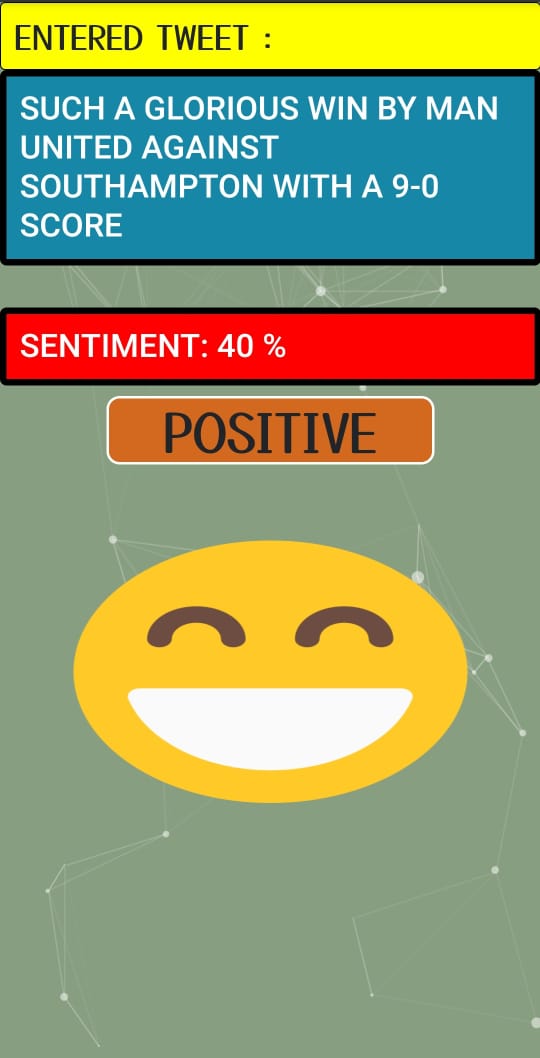 ENTERED TWEET :
SUCH A GLORIOUS WIN BY MAN
UNITED AGAINST
SOUTHAMPTON WITH A 9-0
SCORE
SENTIMENT: 40 %
POSITIVE